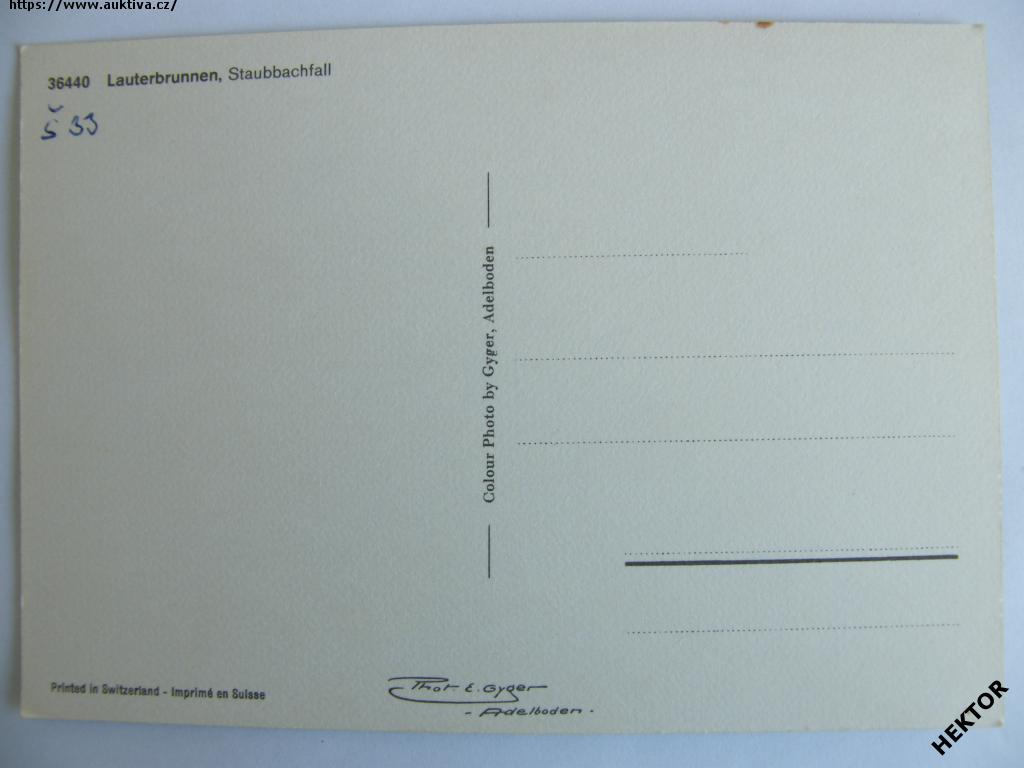 https://www.auktiva.cz/
36440 Lauterbrunnen, Staubbachfall
Š 33
Colour Photo by Gyger, Adelboden
Printed in Switzerland - Imprimé en Suisse
Phot. E. Gyger
- Adelboden -
HEKTOR